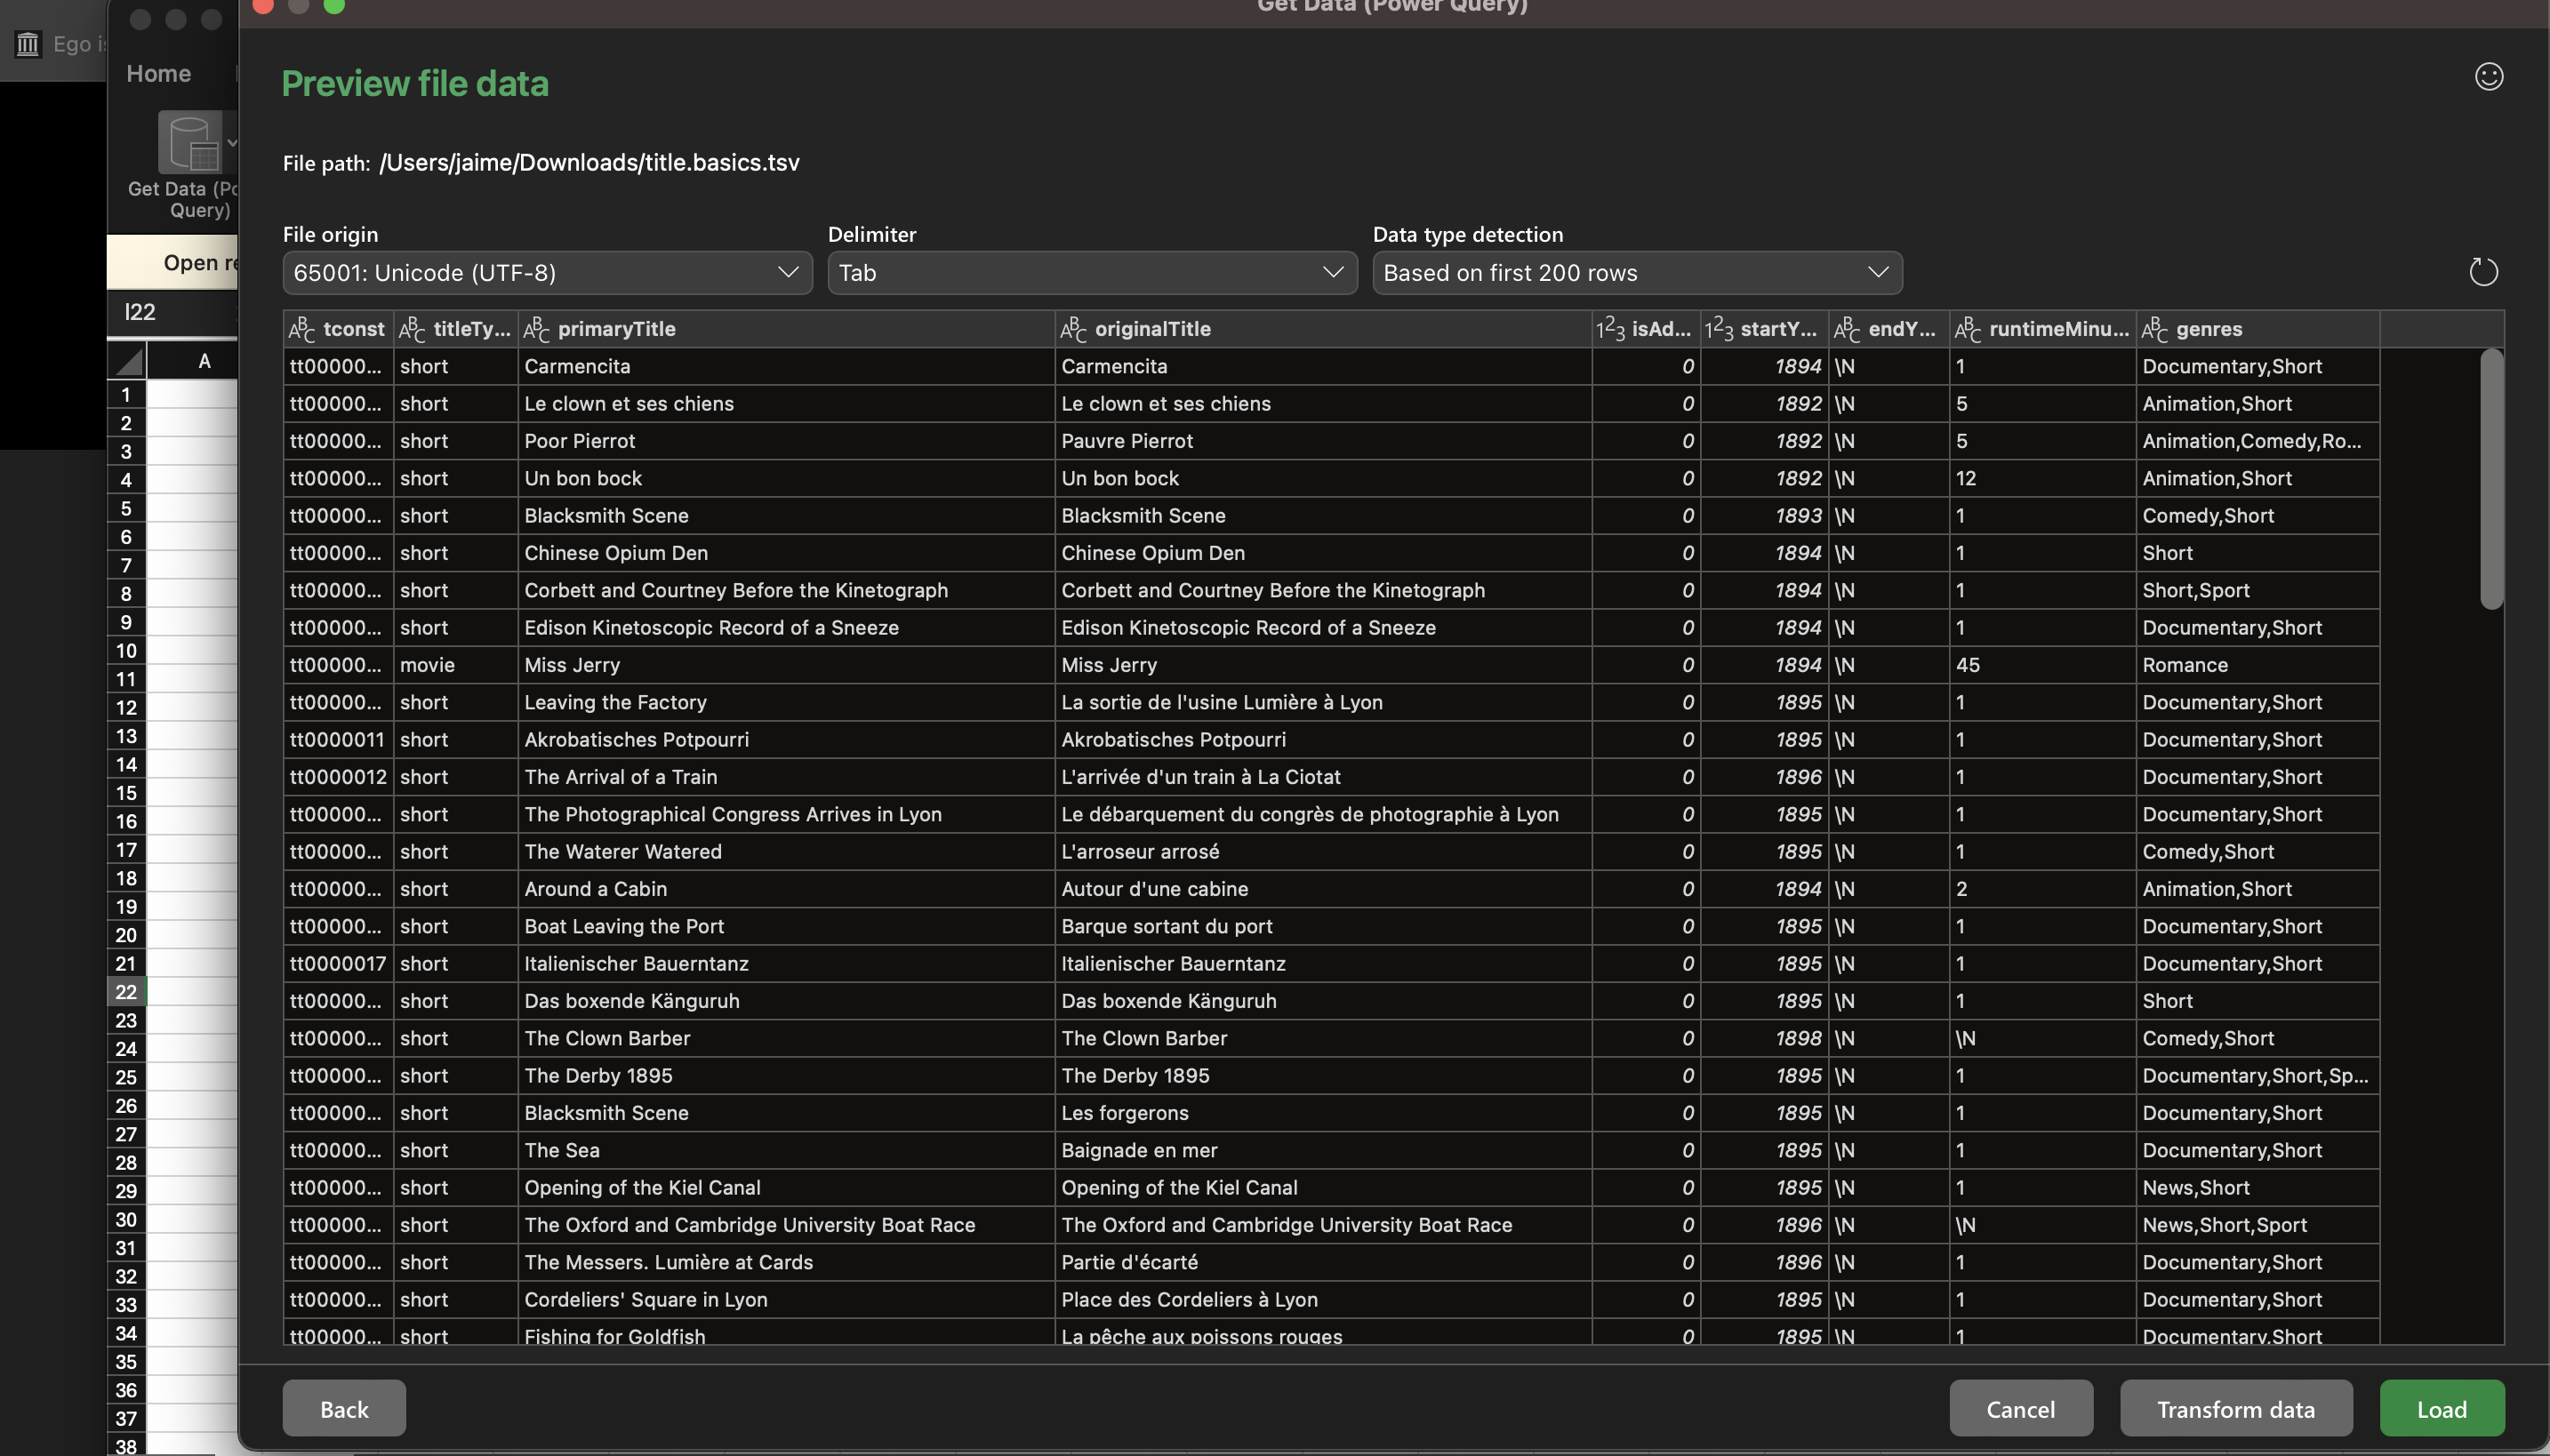 Get Data (Power Query)
Ego is
Home
Get Data (Po
Query)
Open re
I22
A
1
2
3
4
5
6
7
8
9
10
11
12
13
14
15
16
17
18
19
20
21
22
23
24
25
26
27
28
29
30
31
32
33
34
35
36
37
38
Preview file data
File path: /Users/jaime/Downloads/title.basics.tsv
File origin Delimiter Data type detection
65001: Unicode (UTF-8) Tab Based on first 200 rows
ABC tconst ABC titleTy... ABC primaryTitle ABC originalTitle 123 isAd... 123 startY... ABC endY... ABC runtimeMinu... ABC genres
tt00000... short Carmencita Carmencita 0 1894 \N 1 Documentary,Short
tt00000... short Le clown et ses chiens Le clown et ses chiens 0 1892 \N 5 Animation,Short
tt00000... short Poor Pierrot Pauvre Pierrot 0 1892 \N 5 Animation,Comedy,Ro...
tt00000... short Un bon bock Un bon bock 0 1892 \N 12 Animation,Short
tt00000... short Blacksmith Scene Blacksmith Scene 0 1893 \N 1 Comedy,Short
tt00000... short Chinese Opium Den Chinese Opium Den 0 1894 \N 1 Short
tt00000... short Corbett and Courtney Before the Kinetograph Corbett and Courtney Before the Kinetograph 0 1894 \N 1 Short,Sport
tt00000... short Edison Kinetoscopic Record of a Sneeze Edison Kinetoscopic Record of a Sneeze 0 1894 \N 1 Documentary,Short
tt00000... movie Miss Jerry Miss Jerry 0 1894 \N 45 Romance
tt00000... short Leaving the Factory La sortie de l'usine Lumière à Lyon 0 1895 \N 1 Documentary,Short
tt0000011 short Akrobatisches Potpourri Akrobatisches Potpourri 0 1895 \N 1 Documentary,Short
tt0000012 short The Arrival of a Train L'arrivée d'un train à La Ciotat 0 1896 \N 1 Documentary,Short
tt00000... short The Photographical Congress Arrives in Lyon Le débarquement du congrès de photographie à Lyon 0 1895 \N 1 Documentary,Short
tt00000... short The Waterer Watered L'arroseur arrosé 0 1895 \N 1 Comedy,Short
tt00000... short Around a Cabin Autour d'une cabine 0 1894 \N 2 Animation,Short
tt00000... short Boat Leaving the Port Barque sortant du port 0 1895 \N 1 Documentary,Short
tt0000017 short Italienischer Bauerntanz Italienischer Bauerntanz 0 1895 \N 1 Documentary,Short
tt00000... short Das boxende Känguruh Das boxende Känguruh 0 1895 \N 1 Short
tt00000... short The Clown Barber The Clown Barber 0 1898 \N \N Comedy,Short
tt00000... short The Derby 1895 The Derby 1895 0 1895 \N 1 Documentary,Short,Sp...
tt00000... short Blacksmith Scene Les forgerons 0 1895 \N 1 Documentary,Short
tt00000... short The Sea Baignade en mer 0 1895 \N 1 Documentary,Short
tt00000... short Opening of the Kiel Canal Opening of the Kiel Canal 0 1895 \N 1 News,Short
tt00000... short The Oxford and Cambridge University Boat Race The Oxford and Cambridge University Boat Race 0 1896 \N \N News,Short,Sport
tt00000... short The Messers. Lumière at Cards Partie d'écarté 0 1896 \N 1 Documentary,Short
tt00000... short Cordeliers' Square in Lyon Place des Cordeliers à Lyon 0 1895 \N 1 Documentary,Short
tt00000... short Fishing for Goldfish La pêche aux poissons rouges 0 1895 \N 1 Documentary,Short
Back Cancel Transform data Load